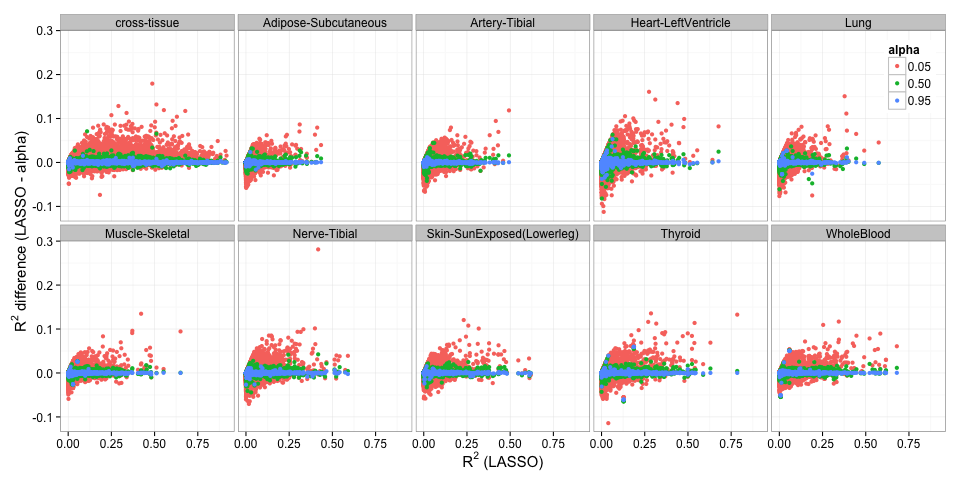 cross-tissue Adipose-Subcutaneous Artery-Tibial Heart-LeftVentricle Lung
0.3
0.2
0.1
0.0
-0.1
alpha
0.05
0.50
0.95
Muscle-Skeletal Nerve-Tibial Skin-SunExposed(Lowerleg) Thyroid WholeBlood
0.3
0.2
0.1
0.0
-0.1
0.00 0.25 0.50 0.75 0.00 0.25 0.50 0.75 0.00 0.25 0.50 0.75 0.00 0.25 0.50 0.75 0.00 0.25 0.50 0.75
R² (LASSO)
R² difference (LASSO - alpha)